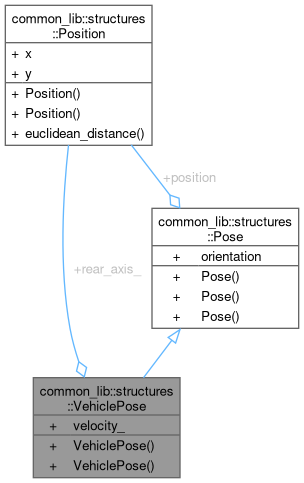 common_lib::structures
::Position
+ x
+ y
+ Position()
+ Position()
+ euclidean_distance()
+position
common_lib::structures
::Pose
+ orientation
+ Pose()
+ Pose()
+ Pose()
+rear_axis_
common_lib::structures
::VehiclePose
+ velocity_
+ VehiclePose()
+ VehiclePose()